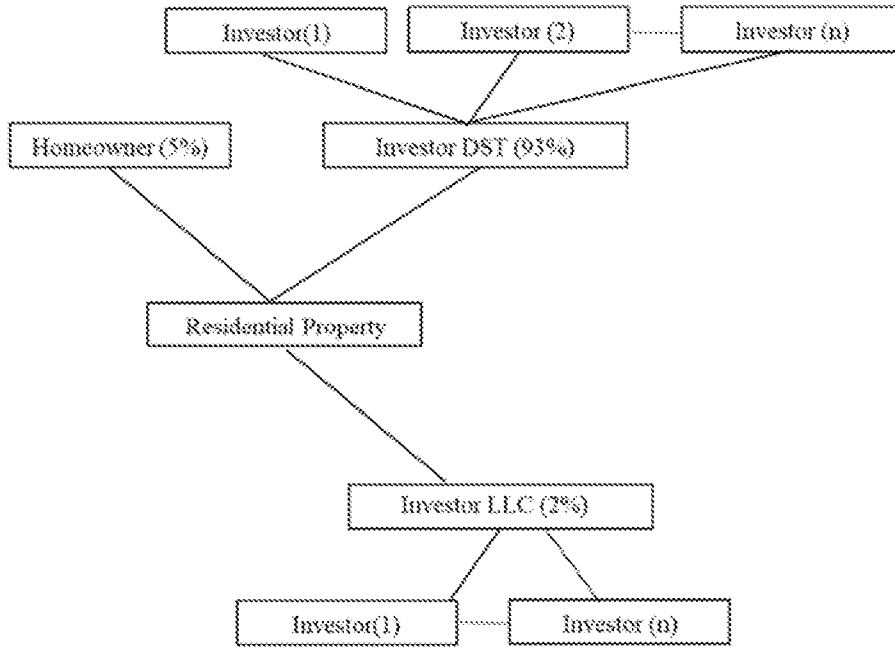 Investor(1)
Investor (2)
Investor (n)
Homeowner (5%)
Investor DST (93%)
Residential Property
Investor LLC (2%)
Investor(1)
Investor (n)